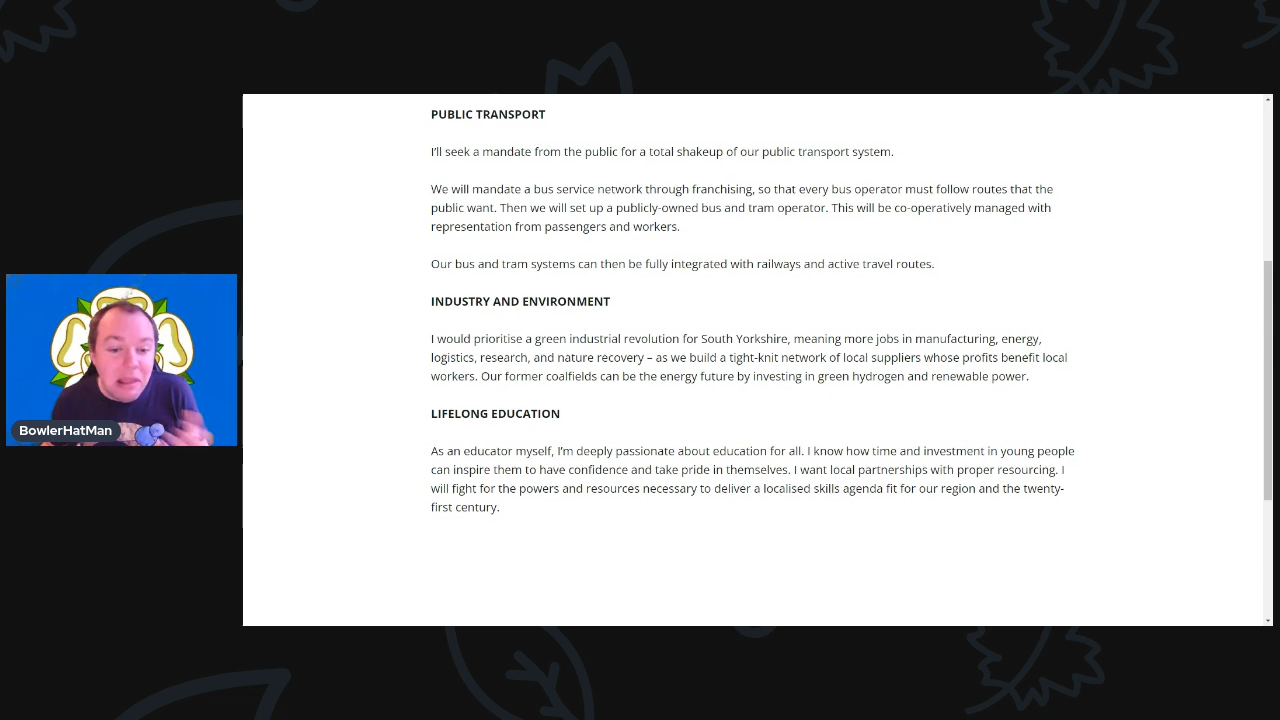 PUBLIC TRANSPORT
I'll seek a mandate from the public for a total shakeup of our public transport system.
We will mandate a bus service network through franchising, so that every bus operator must follow routes that the
public want. Then we will set up a publicly-owned bus and tram operator. This will be co-operatively managed with
representation from passengers and workers.
Our bus and tram systems can then be fully integrated with railways and active travel routes.
INDUSTRY AND ENVIRONMENT
I would prioritise a green industrial revolution for South Yorkshire, meaning more jobs in manufacturing, energy,
logistics, research, and nature recovery – as we build a tight-knit network of local suppliers whose profits benefit local
workers. Our former coalfields can be the energy future by investing in green hydrogen and renewable power.
LIFELONG EDUCATION
As an educator myself, I'm deeply passionate about education for all. I know how time and investment in young people
can inspire them to have confidence and take pride in themselves. I want local partnerships with proper resourcing. I
will fight for the powers and resources necessary to deliver a localised skills agenda fit for our region and the twenty-
first century.
BowlerHatMan